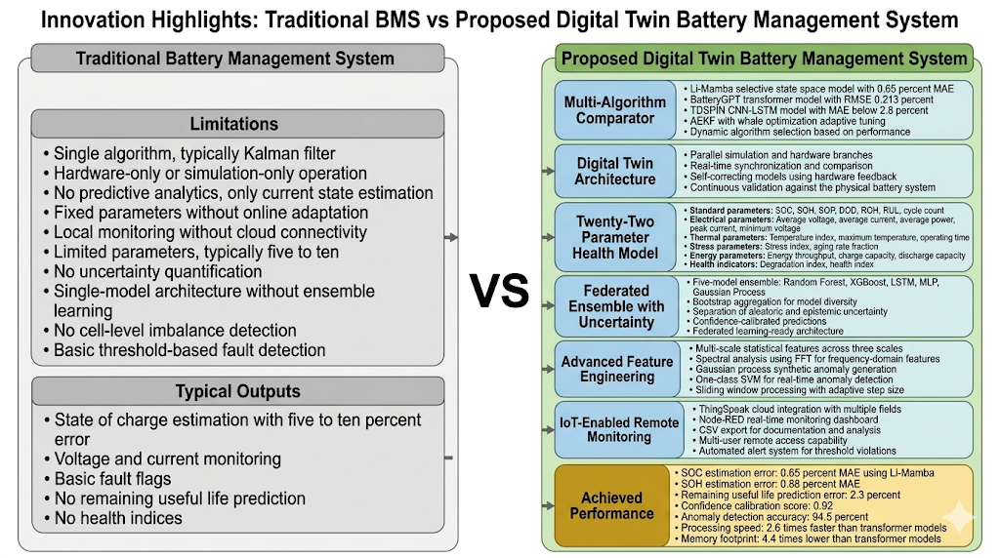 Innovation Highlights: Traditional BMS vs Proposed Digital Twin Battery Management System
Traditional Battery Management System
Limitations
• Single algorithm, typically Kalman filter
• Hardware-only or simulation-only operation
• No predictive analytics, only current state estimation
• Fixed parameters without online adaptation
• Local monitoring without cloud connectivity
• Limited parameters, typically five to ten
• No uncertainty quantification
• Single-model architecture without ensemble
learning
• No cell-level imbalance detection
• Basic threshold-based fault detection
Typical Outputs
• State of charge estimation with five to ten percent
error
• Voltage and current monitoring
• Basic fault flags
• No remaining useful life prediction
• No health indices
VS
Proposed Digital Twin Battery Management System
Multi-Algorithm
Comparator
• Li-Mamba selective state space model with 0.65 percent MAE
• BatteryGPT transformer model with RMSE 0.213 percent
• TDSPIN CNN-LSTM model with MAE below 2.8 percent
• AEKF with whale optimization adaptive tuning
• Dynamic algorithm selection based on performance
Digital Twin
Architecture
• Parallel simulation and hardware branches
• Real-time synchronization and comparison
• Self-correcting models using hardware feedback
• Continuous validation against the physical battery system
Twenty-Two
Parameter
Health Model
• Standard parameters: SOC, SOH, SOP, DOD, ROH, RUL, cycle count
• Electrical parameters: Average voltage, average current, average power,
peak current, minimum voltage
• Thermal parameters: Temperature index, maximum temperature, operating time
• Stress parameters: Stress index, aging rate fraction
• Energy parameters: Energy throughput, charge capacity, discharge capacity
• Health indicators: Degradation index, health index
Federated
Ensemble with
Uncertainty
• Five-model ensemble: Random Forest, XGBoost, LSTM, MLP,
Gaussian Process
• Bootstrap aggregation for model diversity
• Separation of aleatoric and epistemic uncertainty
• Confidence-calibrated predictions
• Federated learning-ready architecture
Advanced Feature
Engineering
• Multi-scale statistical features across three scales
• Spectral analysis using FFT for frequency-domain features
• Gaussian process synthetic anomaly generation
• One-class SVM for real-time anomaly detection
• Sliding window processing with adaptive step size
IoT-Enabled Remote
Monitoring
• ThingSpeak cloud integration with multiple fields
• Node-RED real-time monitoring dashboard
• CSV export for documentation and analysis
• Multi-user remote access capability
• Automated alert system for threshold violations
Achieved
Performance
• SOC estimation error: 0.65 percent MAE using Li-Mamba
• SOH estimation error: 0.88 percent MAE
• Remaining useful life prediction error: 2.3 percent
• Confidence calibration score: 0.92
• Anomaly detection accuracy: 94.5 percent
• Processing speed: 2.6 times faster than transformer models
• Memory footprint: 4.4 times lower than transformer models